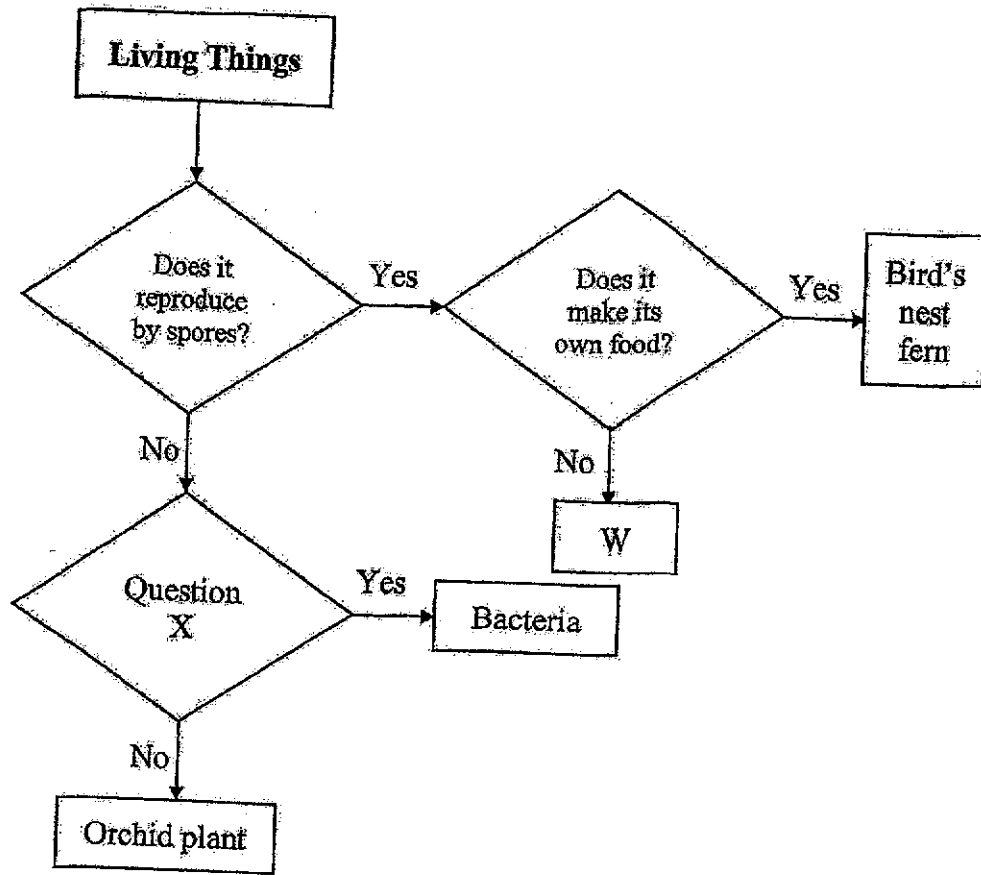 Living Things
Does it
reproduce
by spores?
Yes
Does it
make its
own food?
Yes
Bird's
nest
fern
No
No
W
Question
X
Yes
Bacteria
No
Orchid plant